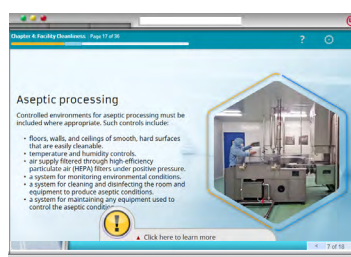 Chapter 4: Facility Cleanliness Page 17 of 36
?
Aseptic processing
Controlled environments for aseptic processing must be
included where appropriate. Such controls include:
• floors, walls, and ceilings of smooth, hard surfaces
that are easily cleanable.
• temperature and humidity controls.
• air supply filtered through high-efficiency
particulate air (HEPA) filters under positive pressure.
• a system for monitoring environmental conditions.
• a system for cleaning and disinfecting the room and
equipment to produce aseptic conditions.
• a system for maintaining any equipment used to
control the aseptic
!
▲ Click here to learn more
< 7 of 18